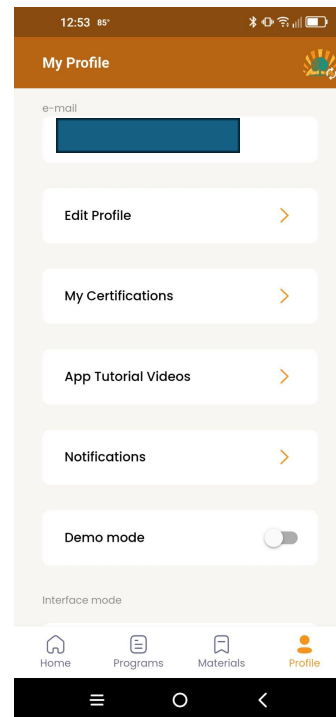 12:53 85°
My Profile
e-mail
Edit Profile
My Certifications
App Tutorial Videos
Notifications
Demo mode
Interface mode
Home Programs Materials Profile